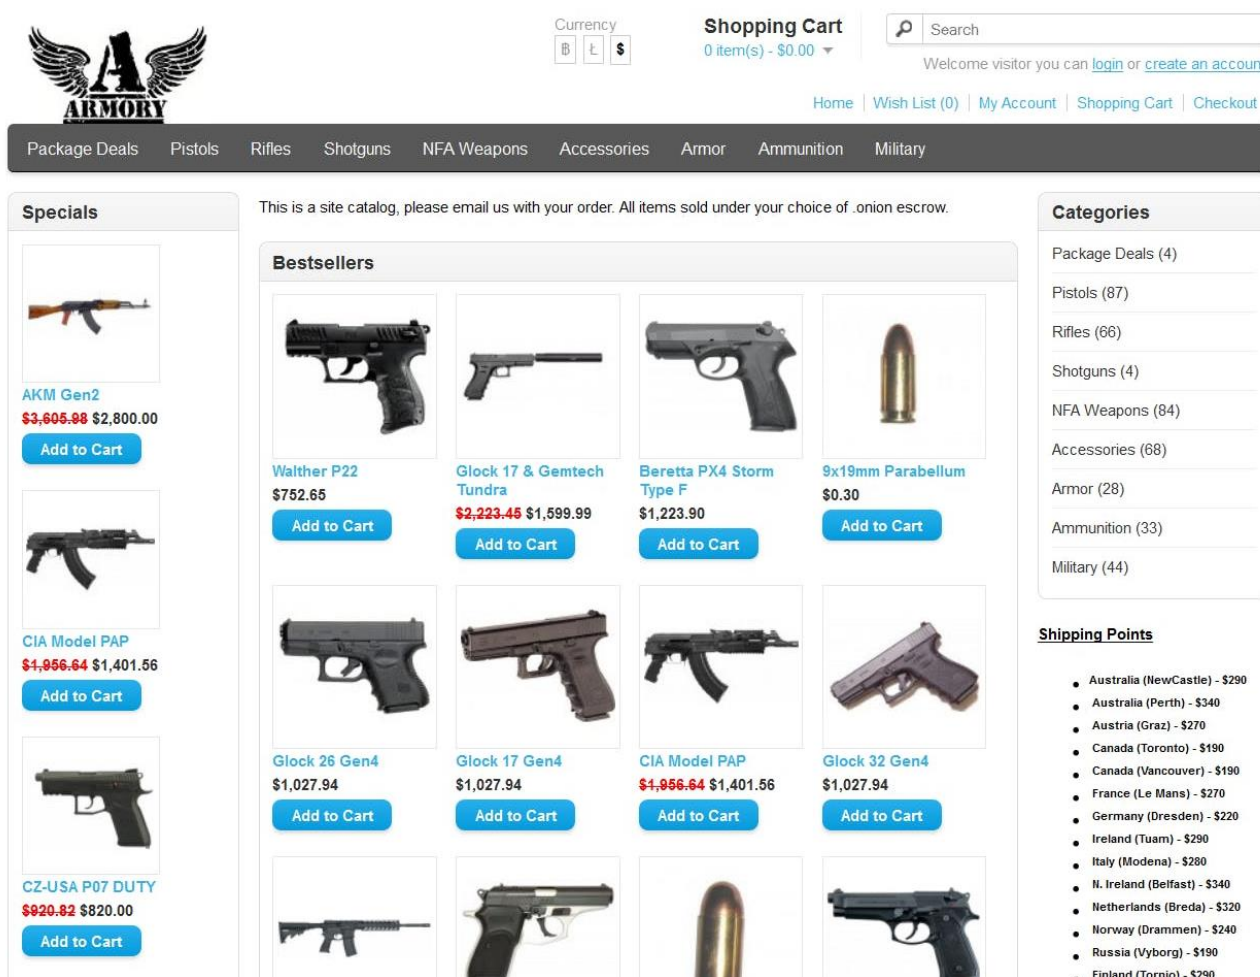 A
ARMORY
Currency
฿ Ł $
Shopping Cart
0 item(s) - $0.00
Search
Welcome visitor you can login or create an accoun
Home Wish List (0) My Account Shopping Cart Checkout
Package Deals Pistols Rifles Shotguns NFA Weapons Accessories Armor Ammunition Military
Specials
AKM Gen2
$3,605.98 $2,800.00
Add to Cart
CIA Model PAP
$1,956.64 $1,401.56
Add to Cart
CZ-USA P07 DUTY
$920.82 $820.00
Add to Cart
This is a site catalog, please email us with your order. All items sold under your choice of .onion escrow.
Bestsellers
Walther P22
$752.65
Add to Cart
Glock 17 & Gemtech
Tundra
$2,223.45 $1,599.99
Add to Cart
Beretta PX4 Storm
Type F
$1,223.90
Add to Cart
9x19mm Parabellum
$0.30
Add to Cart
Glock 26 Gen4
$1,027.94
Add to Cart
Glock 17 Gen4
$1,027.94
Add to Cart
CIA Model PAP
$1,956.64 $1,401.56
Add to Cart
Glock 32 Gen4
$1,027.94
Add to Cart
Categories
Package Deals (4)
Pistols (87)
Rifles (66)
Shotguns (4)
NFA Weapons (84)
Accessories (68)
Armor (28)
Ammunition (33)
Military (44)
Shipping Points
Australia (NewCastle) - $290
Australia (Perth) - $340
Austria (Graz) - $270
Canada (Toronto) - $190
Canada (Vancouver) - $190
France (Le Mans) - $270
Germany (Dresden) - $220
Ireland (Tuam) - $290
Italy (Modena) - $280
N. Ireland (Belfast) - $340
Netherlands (Breda) - $320
Norway (Drammen) - $240
Russia (Vyborg) - $190
Finland (Tornio) - $290